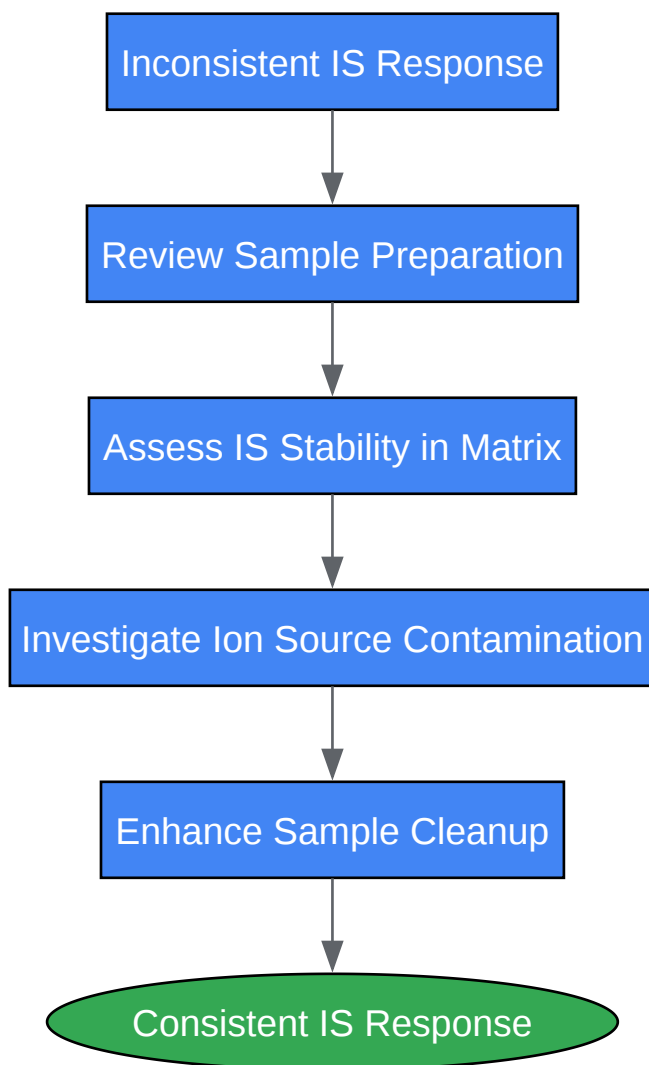 Inconsistent IS Response
Review Sample Preparation
Assess IS Stability in Matrix
Investigate Ion Source Contamination
Enhance Sample Cleanup
Consistent IS Response